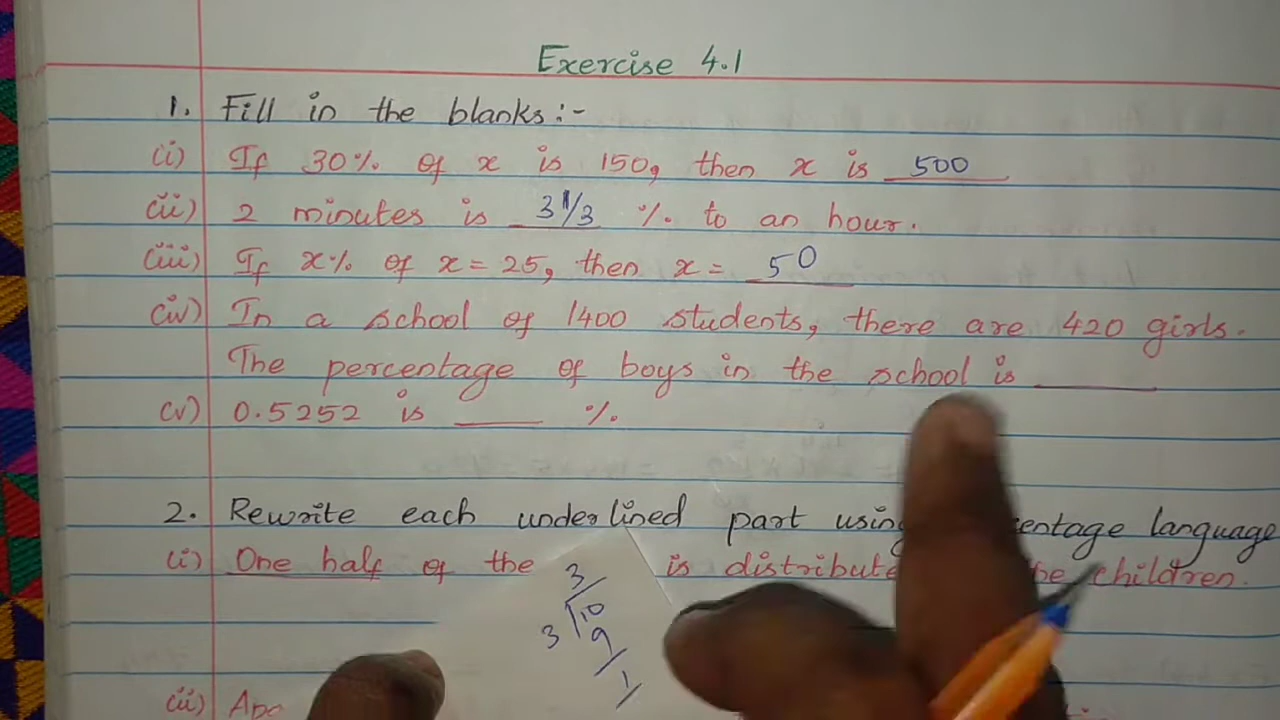 Exercise 4.1
1. Fill in the blanks :-
(i) If 30% of x is 150, then x is 500
(ii) 2 minutes is 3 1/3 % to an hour.
(iii) If x% of x = 25, then x = 50
(iv) In a school of 1400 students, there are 420 girls.
The percentage of boys in the school is ____
(v) 0.5252 is ____ %
2. Rewrite each underlined part using language
(i) One half of the is children.
3
3 10
9
1
(ii)